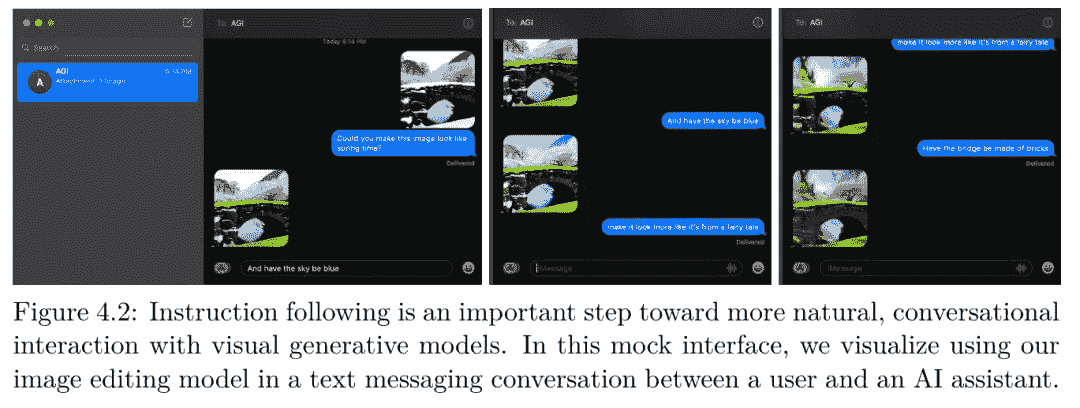 Search
AGI
A
To: AGI
Today 6:14 PM
Could you make this image look like
spring time?
Delivered
And have the sky be blue
To: AGI
And have the sky be blue
make it look more like it's from a fairy tale
Delivered
iMessage
To: AGI
make it look more like it's from a fairy tale
Have the bridge be made of bricks
Delivered
iMessage
Figure 4.2: Instruction following is an important step toward more natural, conversational
interaction with visual generative models. In this mock interface, we visualize using our
image editing model in a text messaging conversation between a user and an AI assistant.